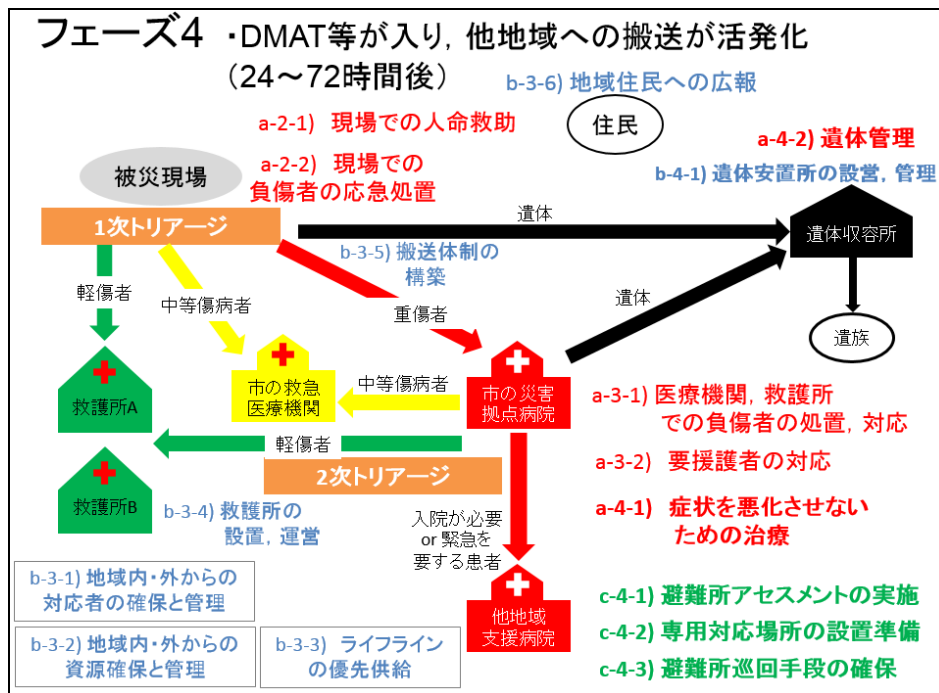 フェーズ4 ・DMAT等が入り，他地域への搬送が活発化
（24～72時間後）
b-3-6) 地域住民への広報
a-2-1) 現場での人命救助
住民
a-4-2) 遺体管理
a-2-2) 現場での
負傷者の応急処置
被災現場
b-4-1) 遺体安置所の設営，管理
1次トリアージ
遺体
遺体収容所
b-3-5) 搬送体制の
構築
軽傷者
中等傷病者
重傷者
遺体
遺族
救護所A
市の救急
医療機関
中等傷病者
市の災害
拠点病院
a-3-1) 医療機関，救護所
での負傷者の処置，対応
軽傷者
2次トリアージ
a-3-2) 要援護者の対応
救護所B
b-3-4) 救護所の
設置，運営
入院が必要
or 緊急を
要する患者
a-4-1) 症状を悪化させない
ための治療
b-3-1) 地域内・外からの
対応者の確保と管理
他地域
支援病院
c-4-1) 避難所アセスメントの実施
c-4-2) 専用対応場所の設置準備
c-4-3) 避難所巡回手段の確保
b-3-2) 地域内・外からの
資源確保と管理
b-3-3) ライフライン
の優先供給